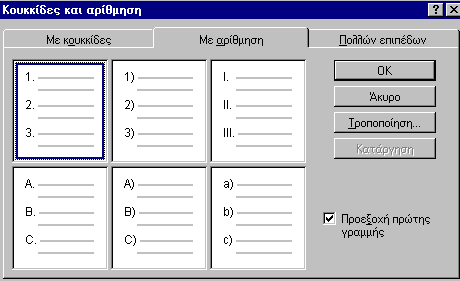 Κουκκίδες και αρίθμηση
Με κουκκίδες
Με αρίθμηση
Πολλών επιπέδων
1.
2.
3.
1)
2)
3)
I.
II.
III.
A.
B.
C.
A)
B)
C)
a)
b)
c)
OK
Άκυρο
Τροποποίηση...
Κατάργηση
Προεξοχή πρώτης
γραμμής